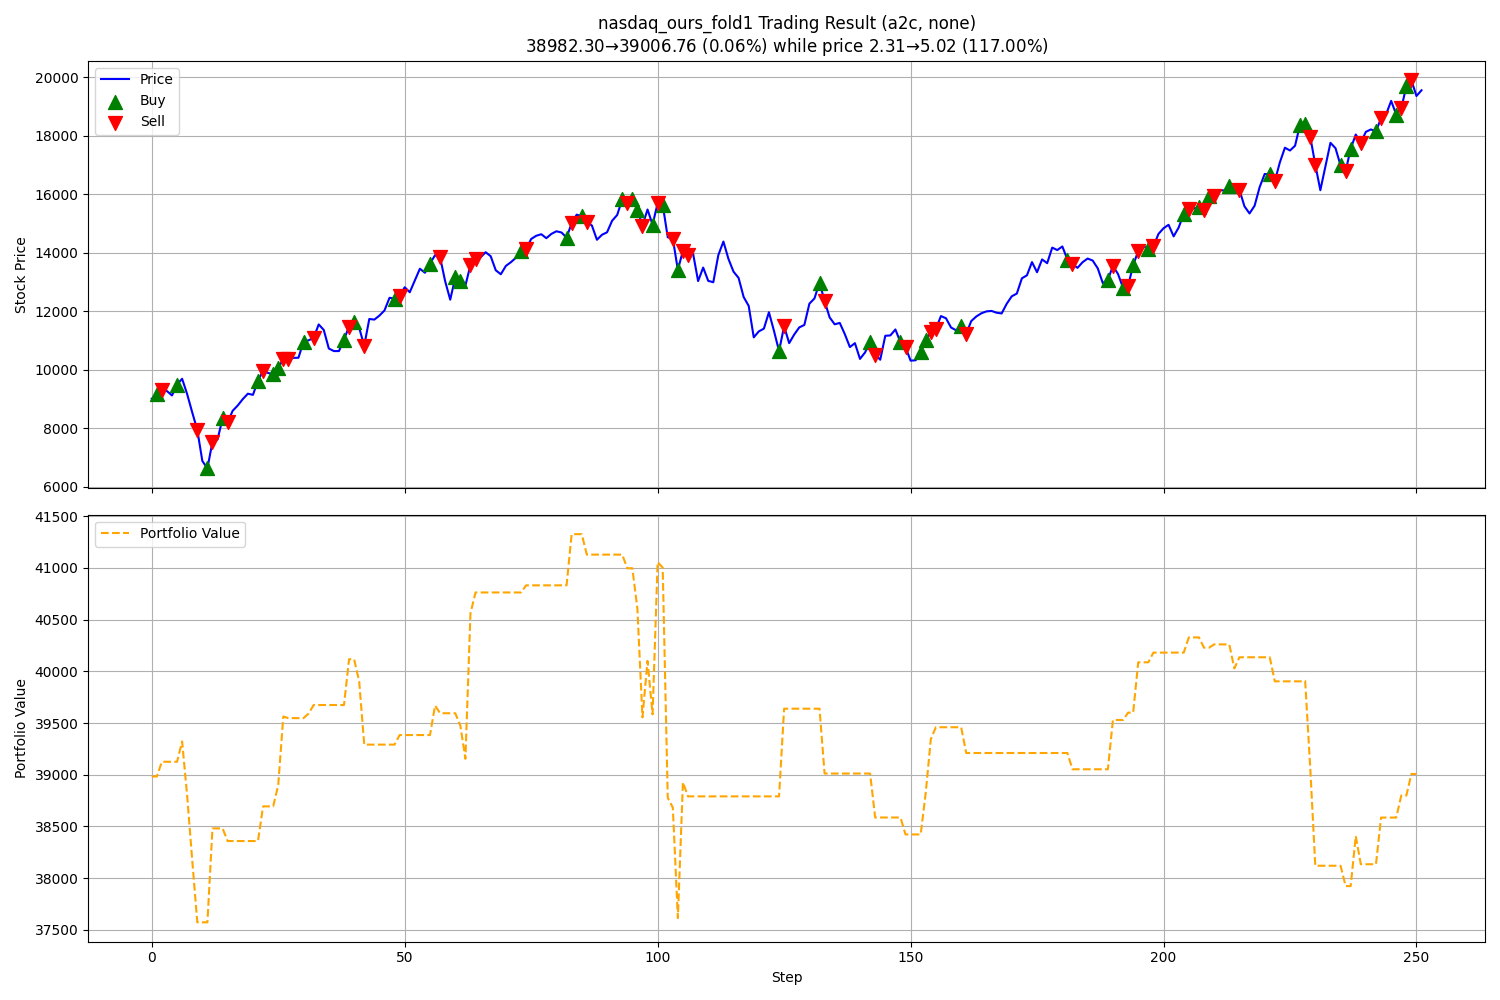 nasdaq_ours_fold1 Trading Result (a2c, none)
38982.30→39006.76 (0.06%) while price 2.31→5.02 (117.00%)
Price
Buy
Sell
20000
18000
16000
14000
12000
10000
8000
6000
Stock Price
Portfolio Value
41500
41000
40500
40000
39500
39000
38500
38000
37500
Portfolio Value
0
50
100
150
200
250
Step